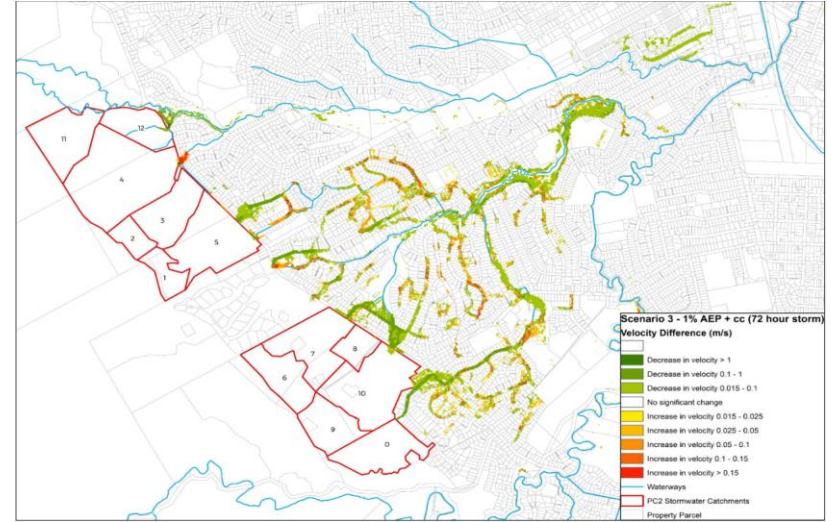 11
12
4
3
2
5
1
7
8
6
10
9
0
Scenario 3 - 1% AEP + cc (72 hour storm)
Velocity Difference (m/s)
Decrease in velocity > 1
Decrease in velocity 0.1 - 1
Decrease in velocity 0.015 - 0.1
No significant change
Increase in velocity 0.015 - 0.025
Increase in velocity 0.025 - 0.05
Increase in velocity 0.05 - 0.1
Increase in veloctiy 0.1 - 0.15
Increase in velocity > 0.15
Waterways
PC2 Stormwater Catchments
Property Parcel